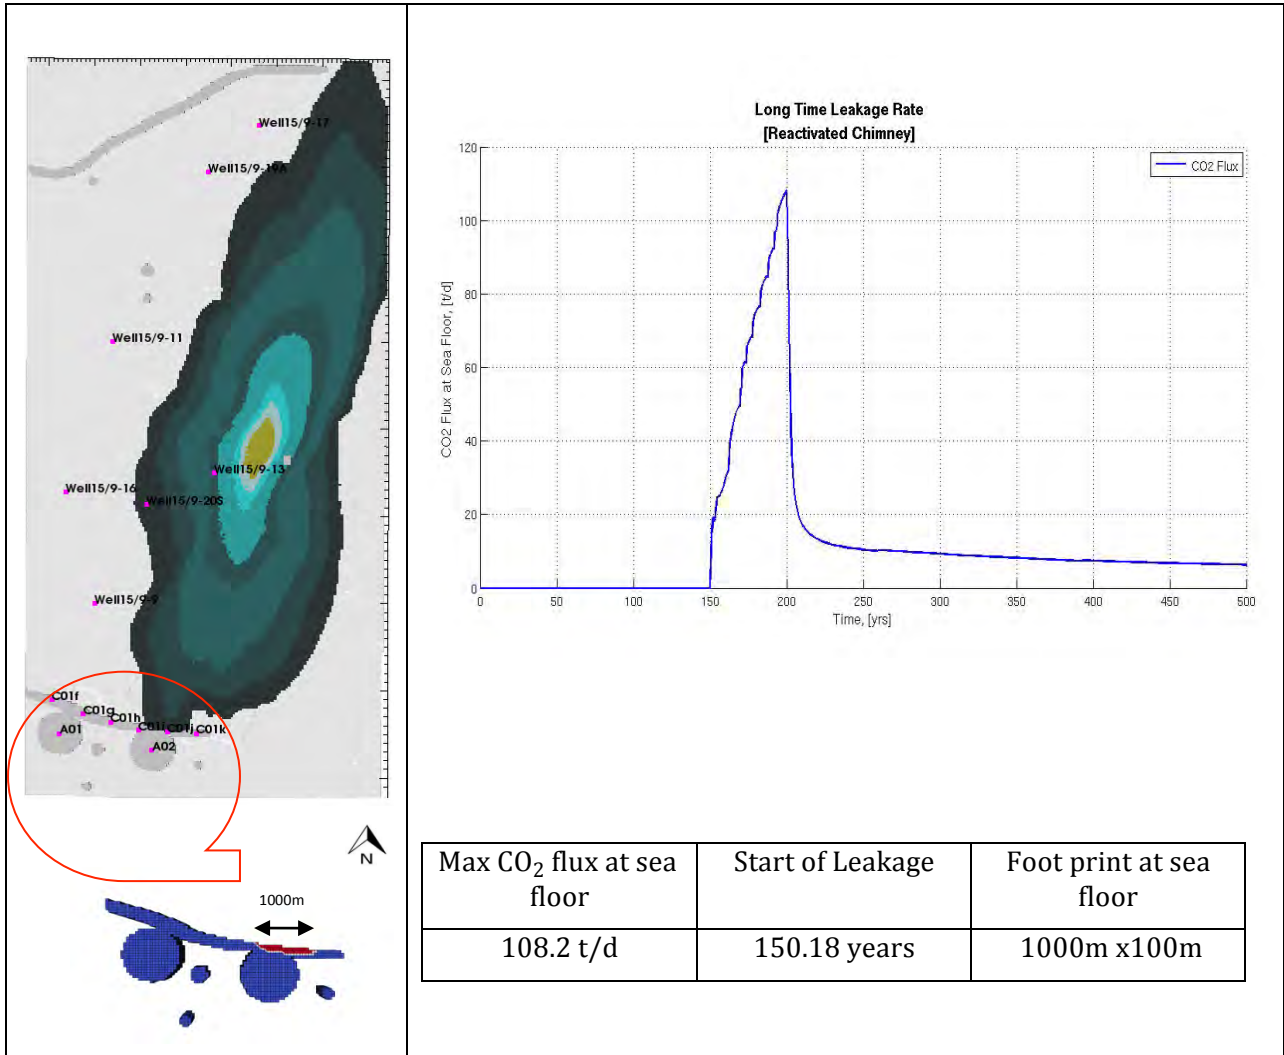 Well15/9-17
Well15/9-19A
Well15/9-11
Well15/9-13
Well15/9-16
Well15/9-20S
Well15/9-9
C01f
C01g
C01h
C01i
C01j
C01k
A01
A02
N
1000m
Long Time Leakage Rate
[Reactivated Chimney]
CO2 Flux
CO2 Flux at Sea Floor, [t/d]
120
100
80
60
40
20
0
0 50 100 150 200 250 300 350 400 450 500
Time, [yrs]
Max CO₂ flux at sea floor
Start of Leakage
Foot print at sea floor
108.2 t/d
150.18 years
1000m x100m